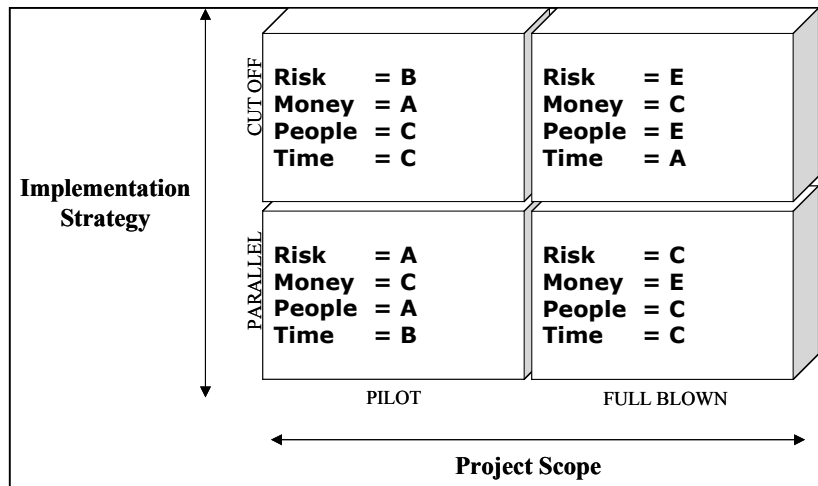 CUT OFF
Risk = B
Money = A
People = C
Time = C
Risk = E
Money = C
People = E
Time = A
Implementation
Strategy
PARALLEL
Risk = A
Money = C
People = A
Time = B
Risk = C
Money = E
People = C
Time = C
PILOT
FULL BLOWN
Project Scope